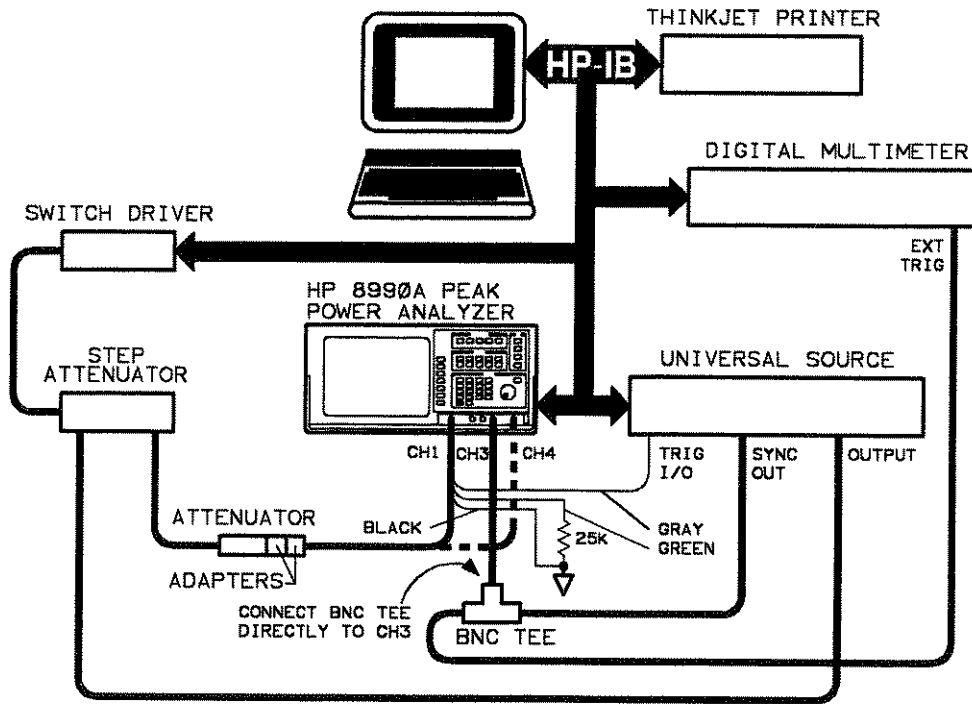 THINKJET PRINTER
HP-IB
DIGITAL MULTIMETER
SWITCH DRIVER
EXT
TRIG
HP 8990A PEAK
POWER ANALYZER
STEP
ATTENUATOR
UNIVERSAL SOURCE
CH1
CH3
CH4
TRIG
I/O
SYNC
OUT
OUTPUT
ATTENUATOR
BLACK
GRAY
GREEN
25K
ADAPTERS
CONNECT BNC TEE
DIRECTLY TO CH3
BNC TEE